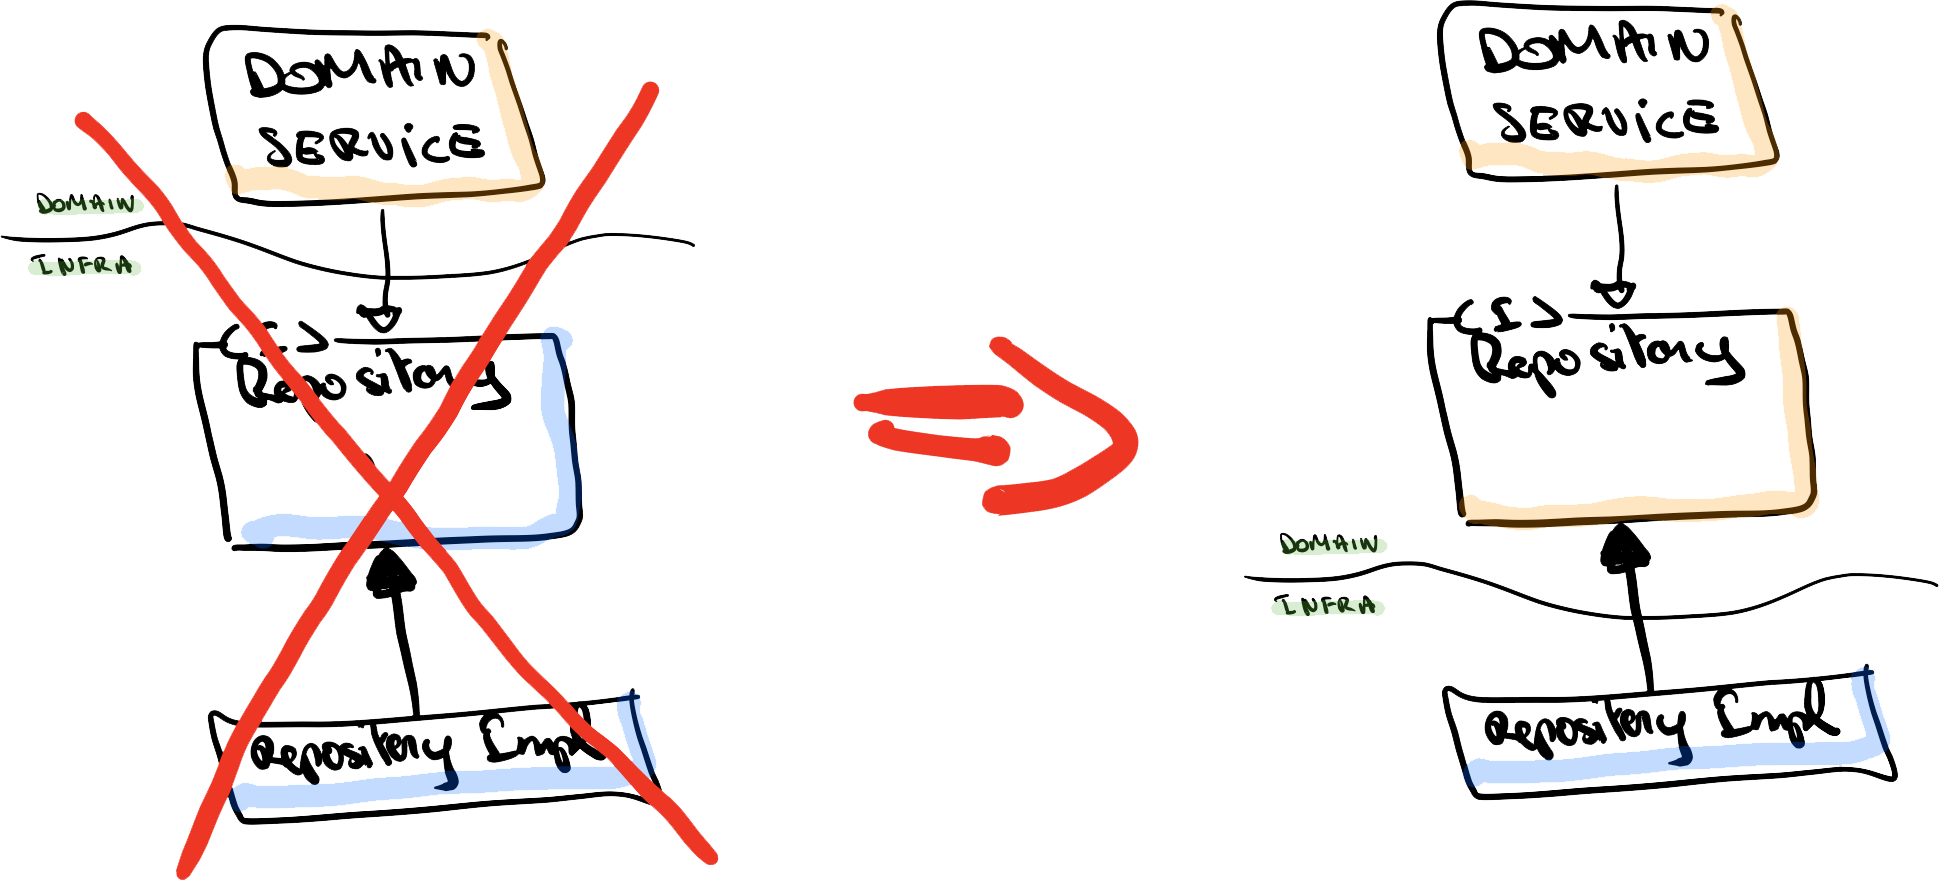 DOMAIN
SERVICE
DOMAIN
INFRA
<I>
Repository
Repository Impl
DOMAIN
SERVICE
<I>
Repository
DOMAIN
INFRA
Repository Impl